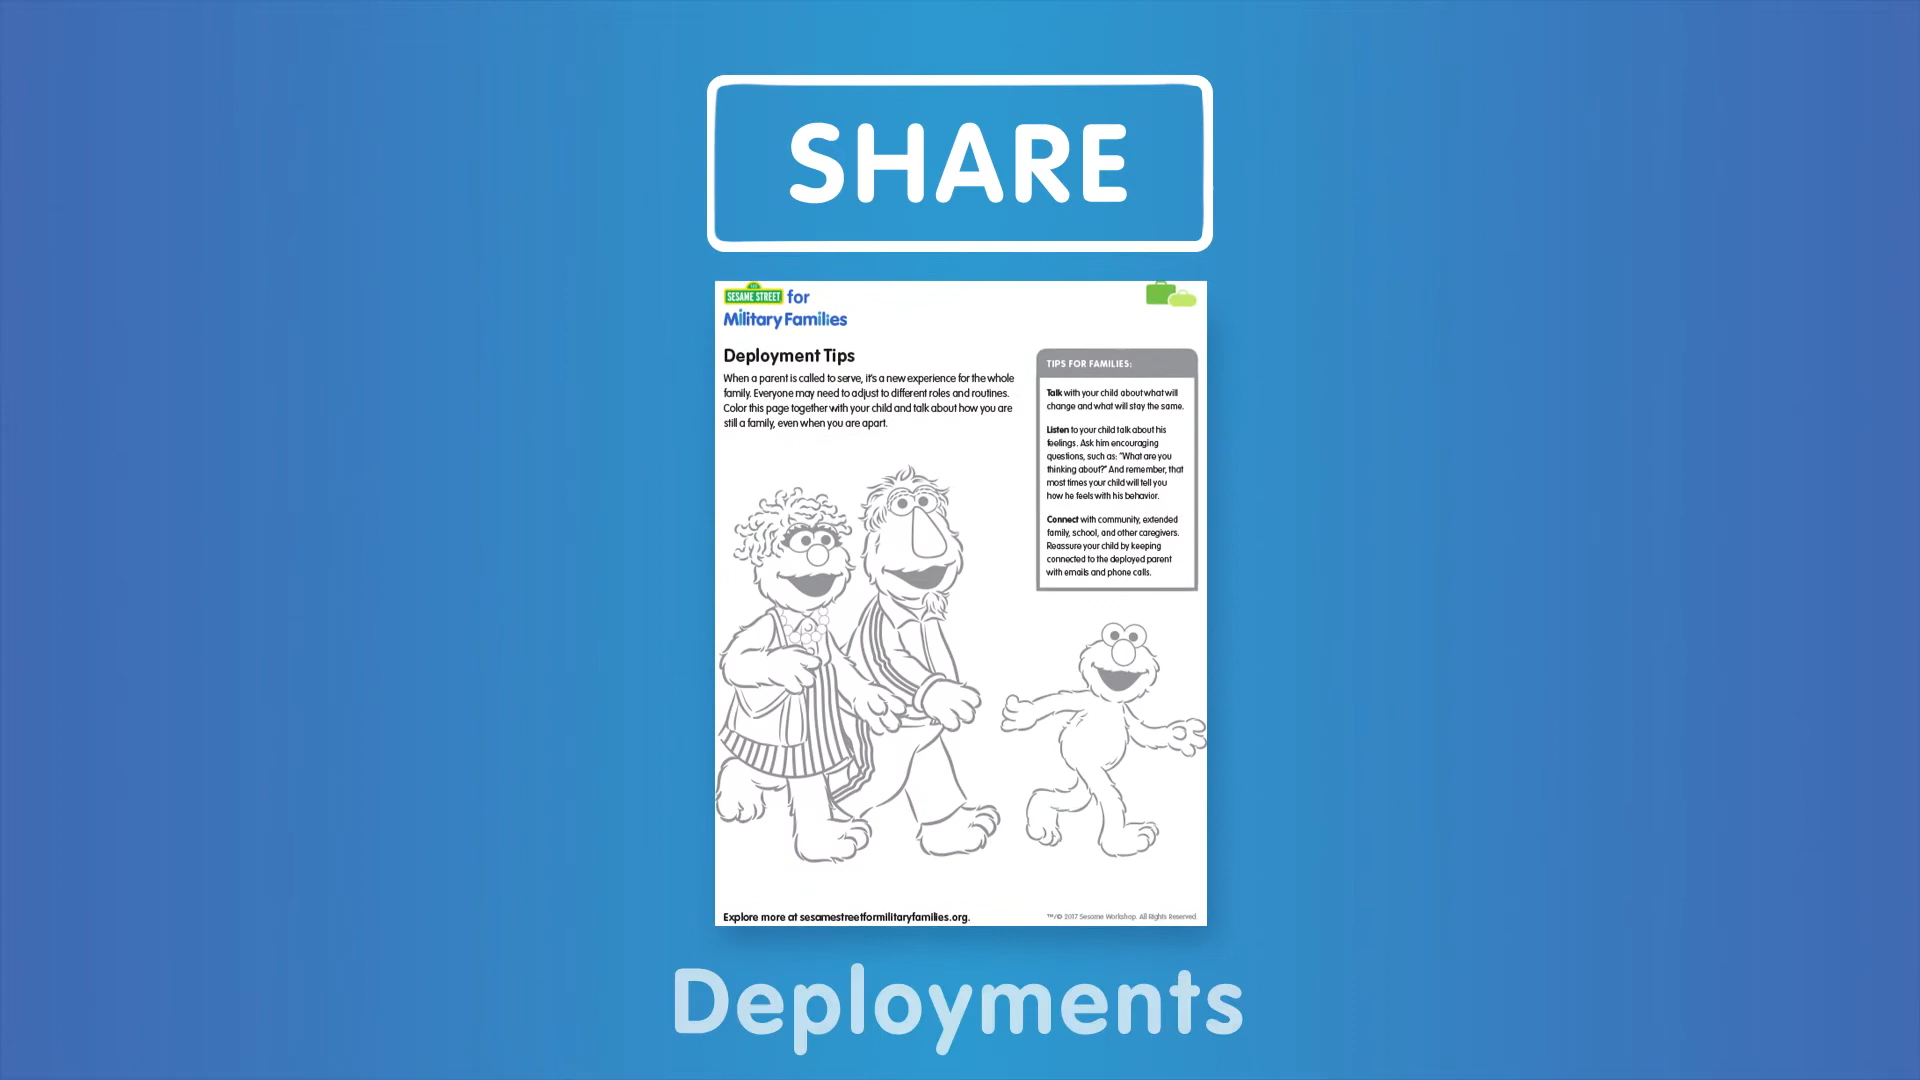 SHARE
SESAME STREET for
Military Families
Deployment Tips
When a parent is called to serve, it's a new experience for the whole
family. Everyone may need to adjust to different roles and routines.
Color this page together with your child and talk about how you are
still a family, even when you are apart.
TIPS FOR FAMILIES:
Talk with your child about what will
change and what will stay the same.
Listen to your child talk about his
feelings. Ask him encouraging
questions, such as: "What are you
thinking about?" And remember, that
most times your child will tell you
how he feels with his behavior.
Connect with community, extended
family, school, and other caregivers.
Reassure your child by keeping
connected to the deployed parent
with emails and phone calls.
Explore more at sesamestreetformilitaryfamilies.org.
™/© 2017 Sesame Workshop. All Rights Reserved.
Deployments